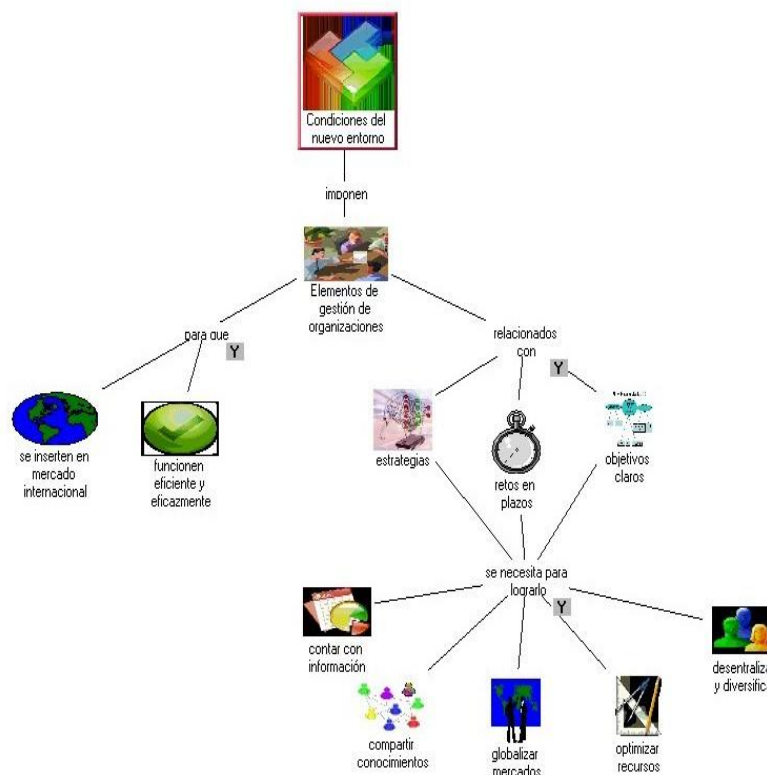 Condiciones del
nuevo entorno
imponen
Elementos de
gestión de
organizaciones
para que
Y
relacionados
con
Y
se inserten en
mercado
internacional
funcionen
eficiente y
eficazmente
estrategias
retos en
plazos
objetivos
claros
se necesita para
lograrlo
Y
contar con
información
compartir
conocimientos
globalizar
mercados
optimizar
recursos
desentraliza
y diversifica